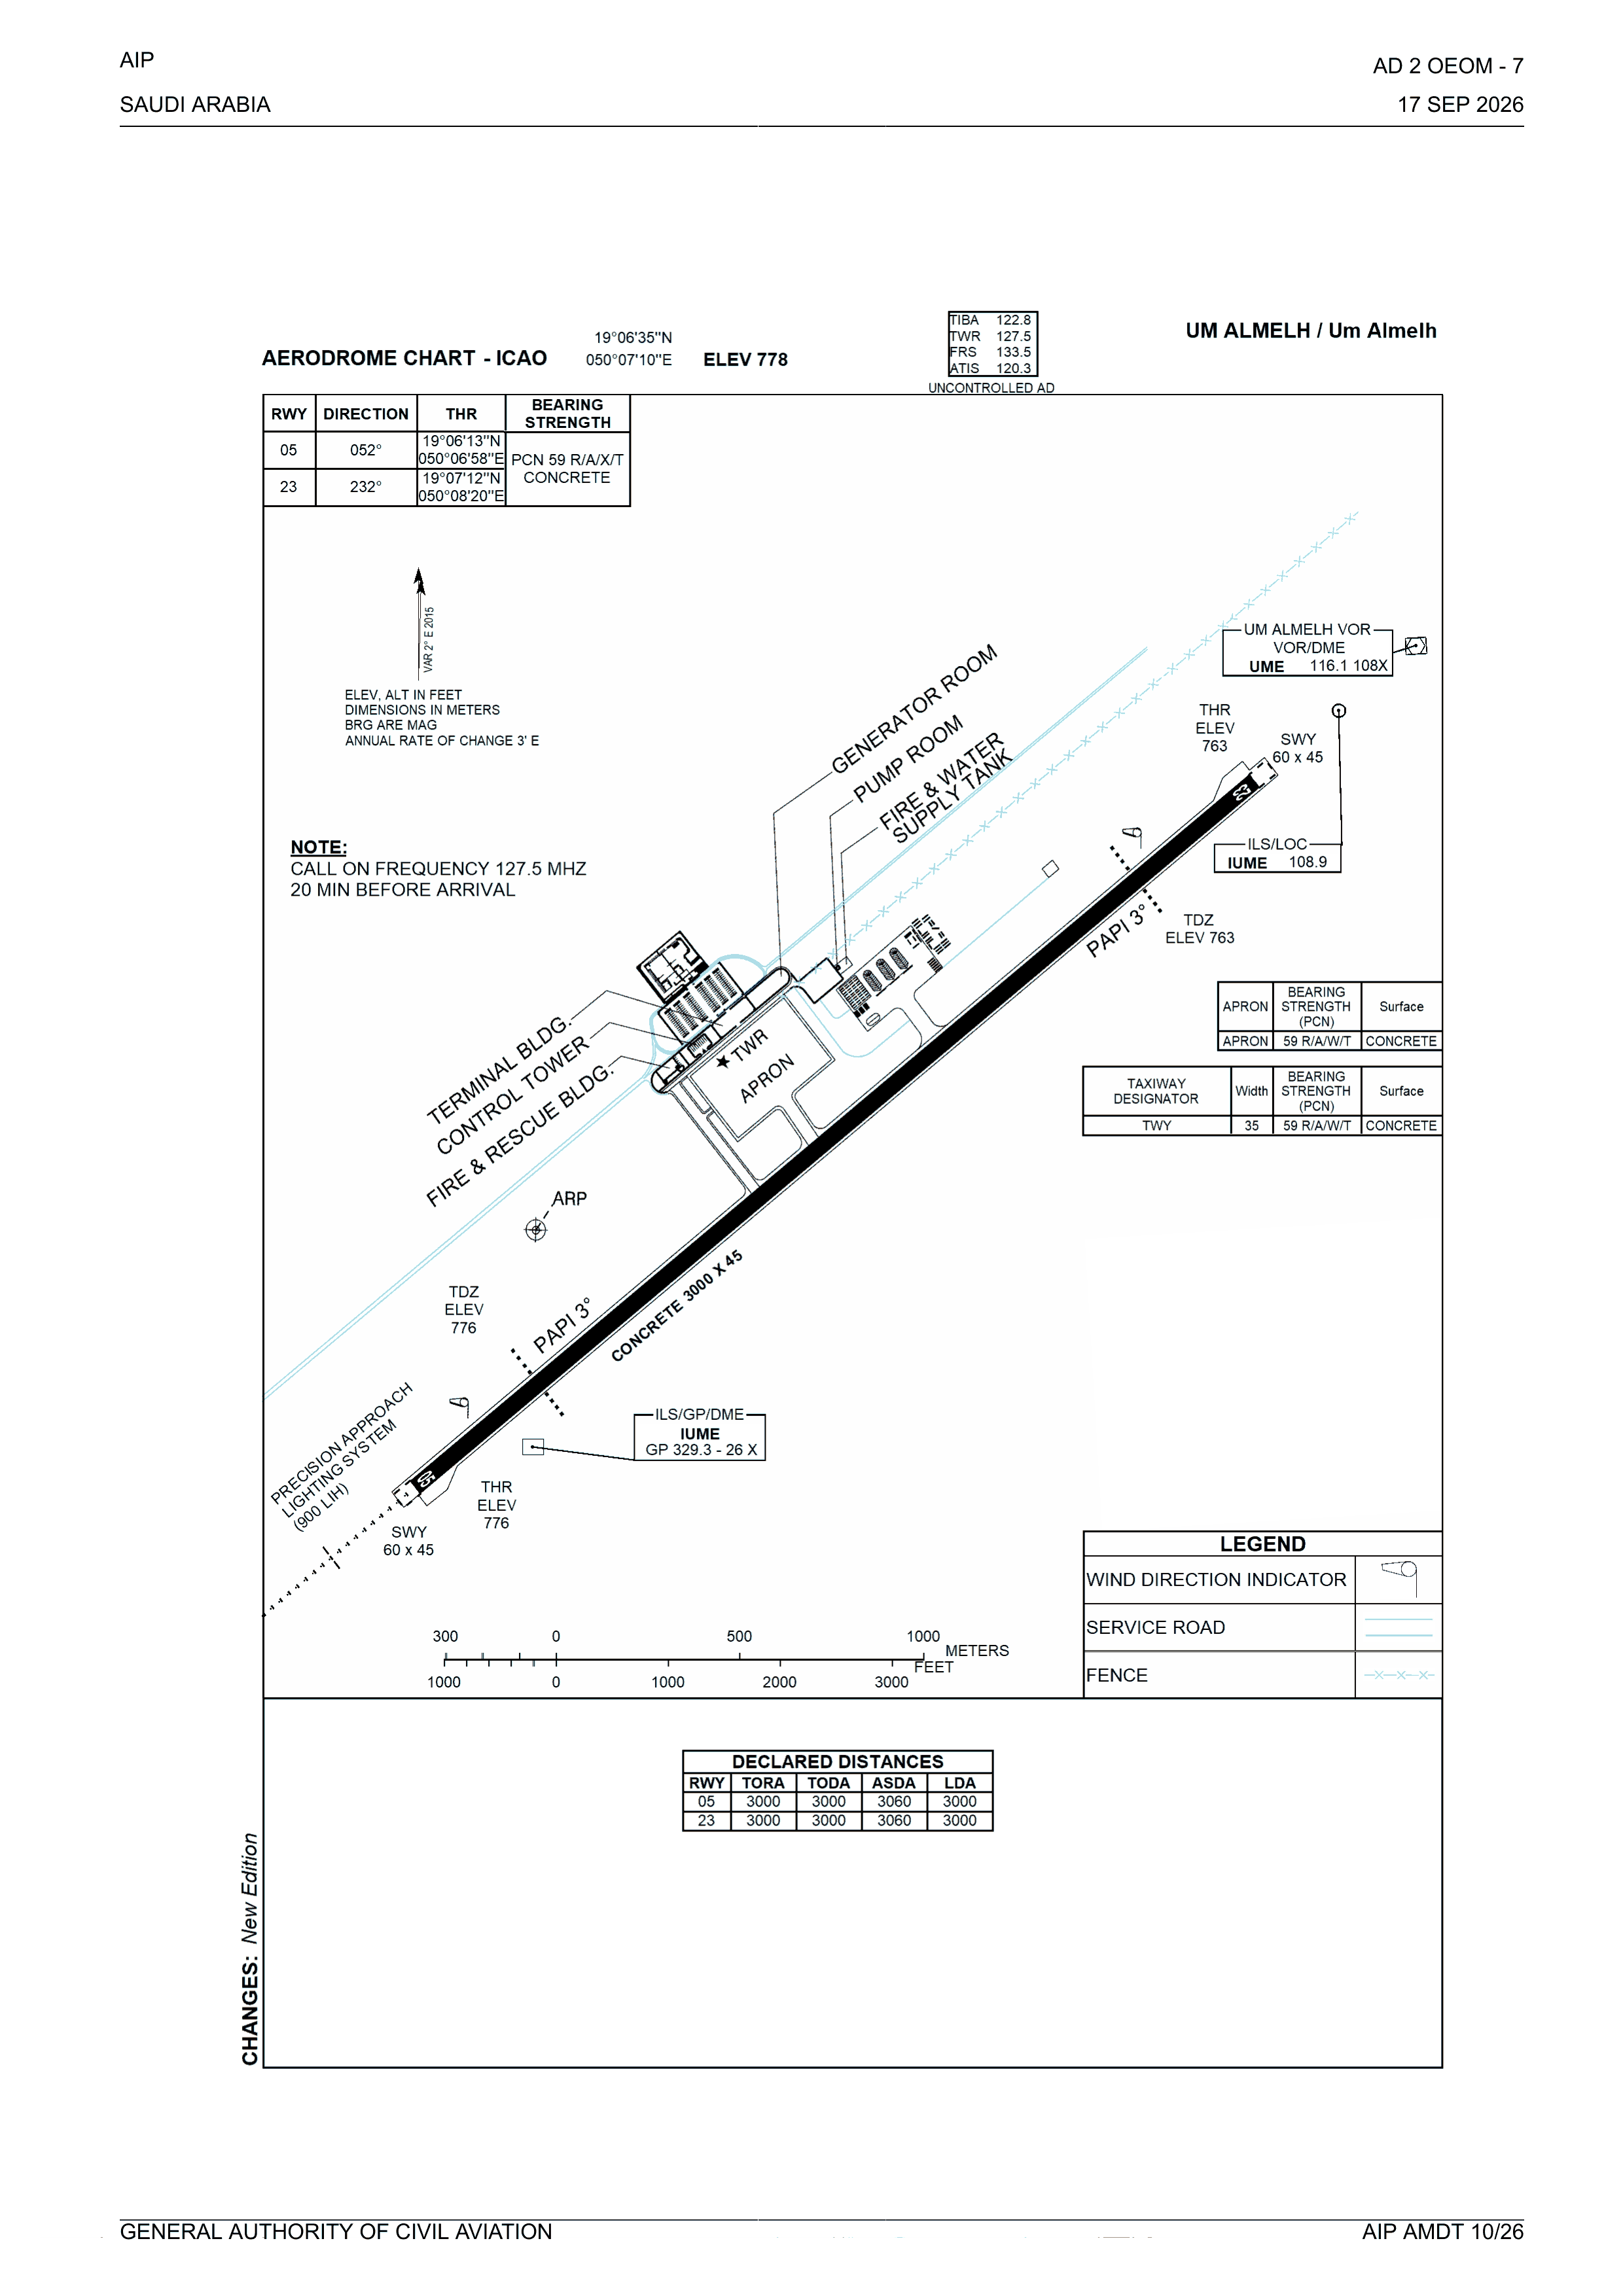 AIP
AD 2 OEOM - 7
SAUDI ARABIA
17 SEP 2026
AERODROME CHART - ICAO
19°06'35"N
050°07'10"E
ELEV 778
TIBA 122.8
TWR 127.5
FRS 133.5
ATIS 120.3
UNCONTROLLED AD
UM ALMELH / Um Almelh
RWY DIRECTION THR BEARING STRENGTH
05 052° 19°06'13"N 050°06'58"E PCN 59 R/A/X/T CONCRETE
23 232° 19°07'12"N 050°08'20"E
VAR 2° E 2015
ELEV, ALT IN FEET
DIMENSIONS IN METERS
BRG ARE MAG
ANNUAL RATE OF CHANGE 3' E
NOTE:
CALL ON FREQUENCY 127.5 MHZ
20 MIN BEFORE ARRIVAL
GENERATOR ROOM
PUMP ROOM
FIRE & WATER
SUPPLY TANK
UM ALMELH VOR
VOR/DME
UME 116.1 108X
THR
ELEV
763
SWY
60 x 45
23
ILS/LOC
IUME 108.9
PAPI 3°
TDZ
ELEV 763
APRON BEARING STRENGTH (PCN) Surface
APRON 59 R/A/W/T CONCRETE
TAXIWAY DESIGNATOR Width BEARING STRENGTH (PCN) Surface
TWY 35 59 R/A/W/T CONCRETE
TERMINAL BLDG.
CONTROL TOWER
FIRE & RESCUE BLDG.
TWR
APRON
ARP
TDZ
ELEV
776
PAPI 3°
CONCRETE 3000 X 45
PRECISION APPROACH
LIGHTING SYSTEM
(900 LIH)
ILS/GP/DME
IUME
GP 329.3 - 26 X
05
THR
ELEV
776
SWY
60 x 45
300 0 500 1000
METERS
FEET
1000 0 1000 2000 3000
LEGEND
WIND DIRECTION INDICATOR
SERVICE ROAD
FENCE
DECLARED DISTANCES
RWY TORA TODA ASDA LDA
05 3000 3000 3060 3000
23 3000 3000 3060 3000
CHANGES: New Edition
GENERAL AUTHORITY OF CIVIL AVIATION
AIP AMDT 10/26